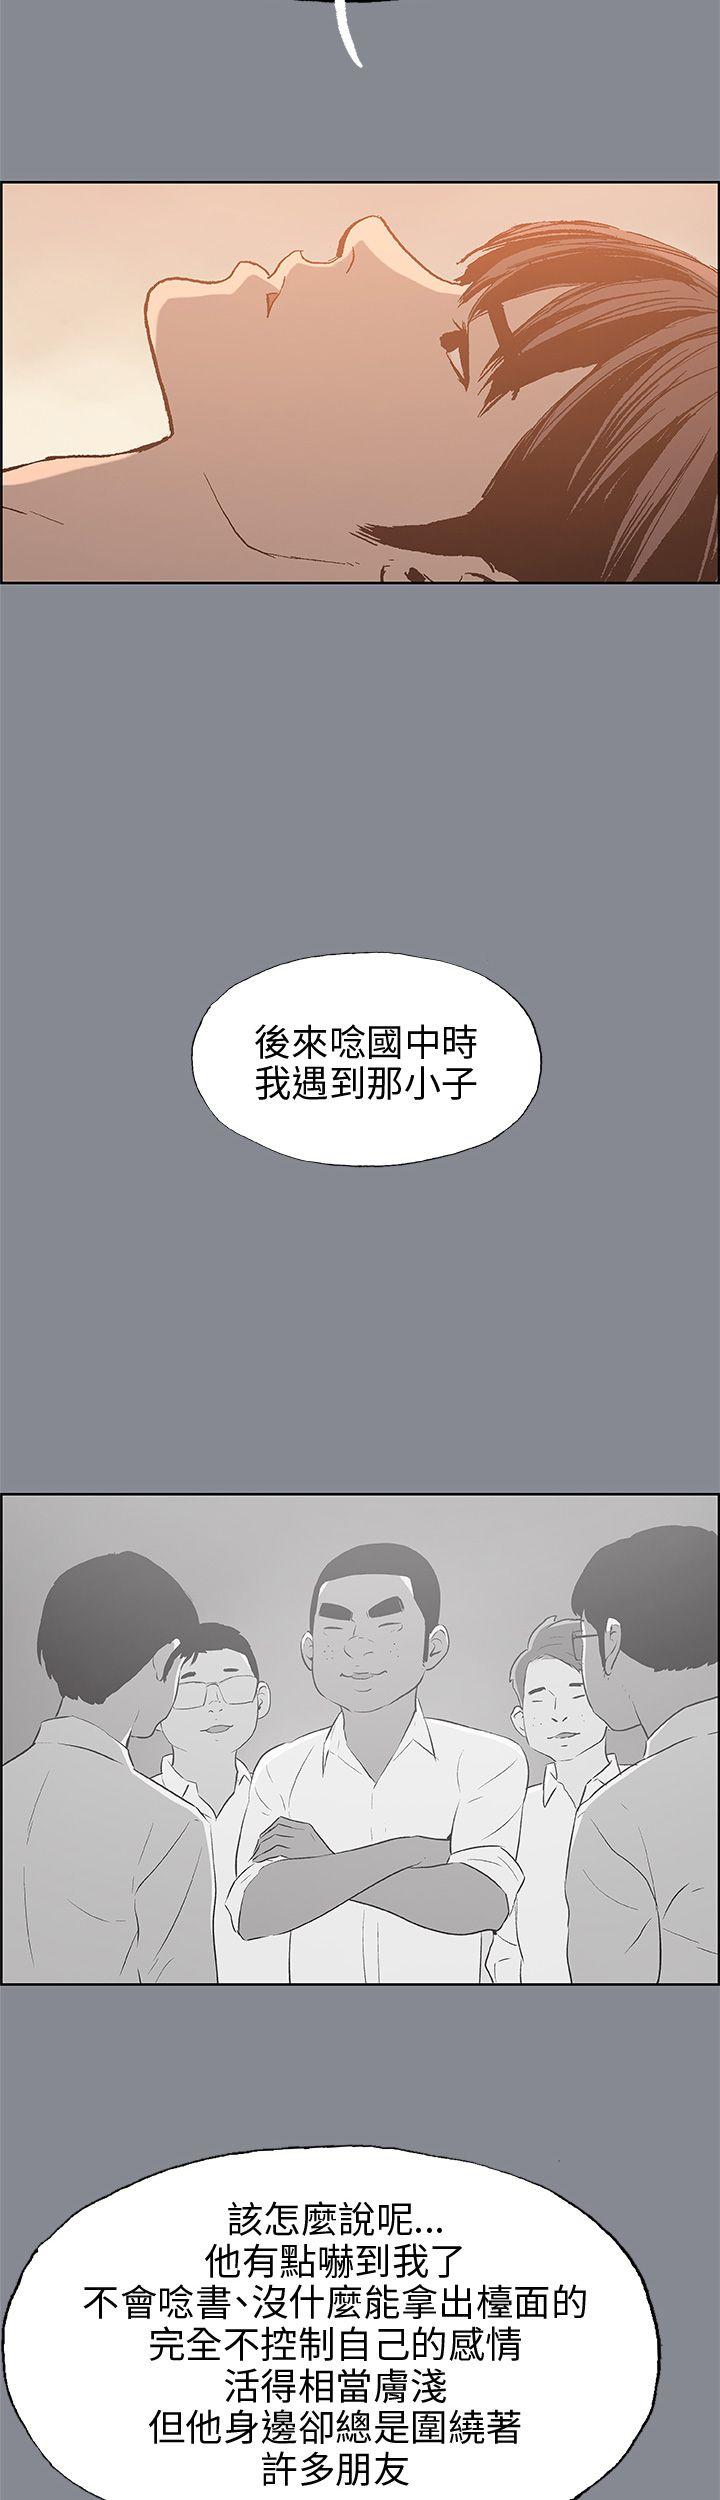 後來唸國中時
我遇到那小子
該怎麼說呢...
他有點嚇到我了
不會唸書、沒什麼能拿出檯面的
完全不控制自己的感情
活得相當膚淺
但他身邊卻總是圍繞著
許多朋友